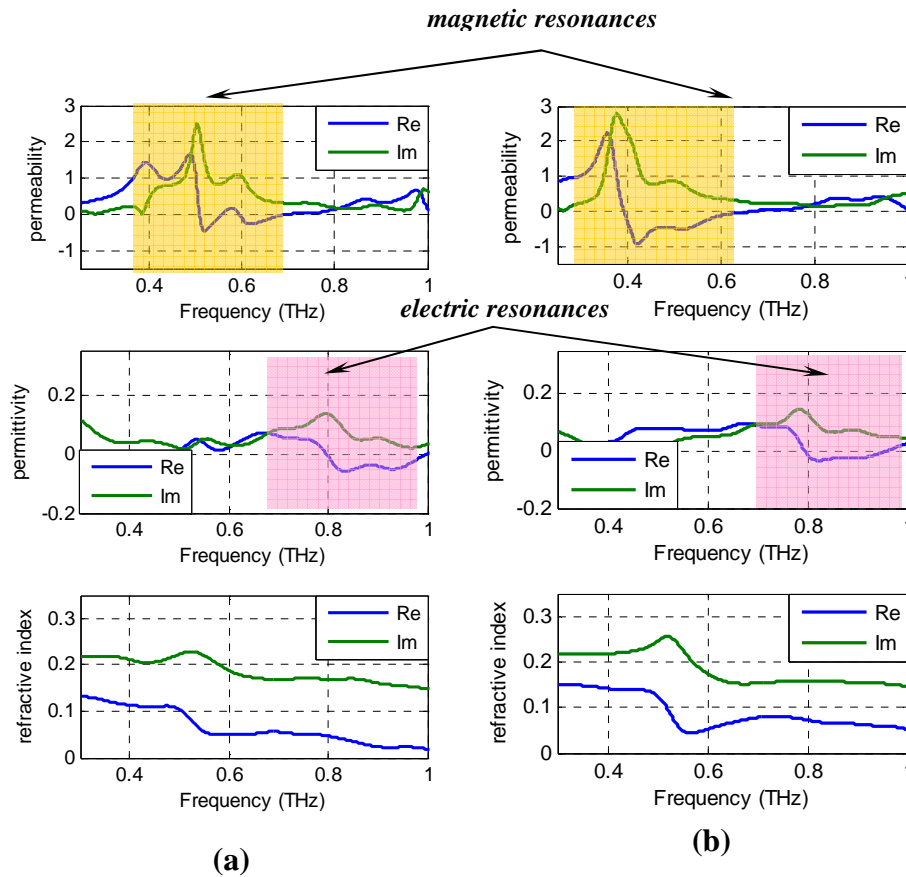 magnetic resonances
3
2
1
0
-1
permeability
Re
Im
0.4
0.6
0.8
1
Frequency (THz)
3
2
1
0
-1
permeability
Re
Im
0.4
0.6
0.8
1
Frequency (THz)
electric resonances
0.2
0
-0.2
permittivity
Re
Im
0.4
0.6
0.8
1
Frequency (THz)
0.2
0
-0.2
permittivity
Re
Im
0.4
0.6
0.8
1
Frequency (THz)
0.3
0.2
0.1
0
refractive index
Re
Im
0.4
0.6
0.8
1
Frequency (THz)
0.3
0.2
0.1
0
refractive index
Re
Im
0.4
0.6
0.8
1
Frequency (THz)
(a)
(b)